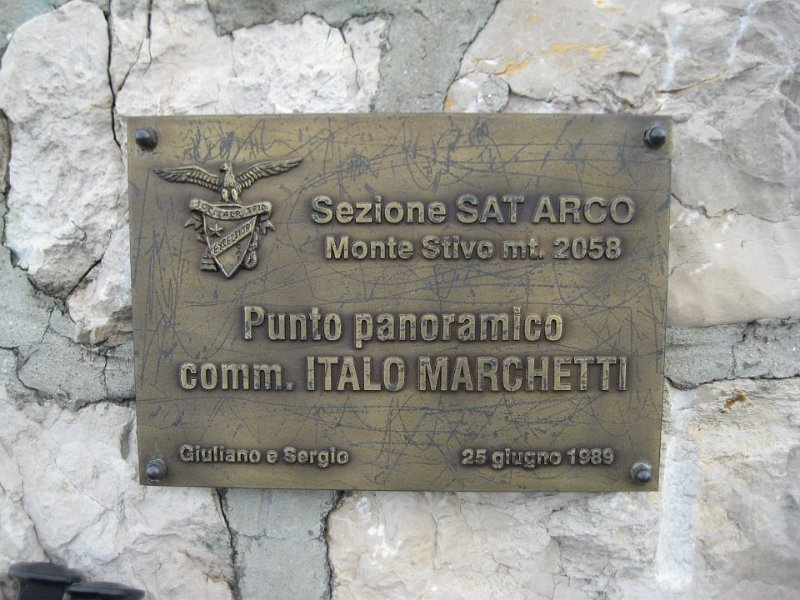 Sezione SAT ARCO
Monte Stivo mt. 2058
Punto panoramico
comm. ITALO MARCHETTI
Giuliano e Sergio
25 giugno 1989